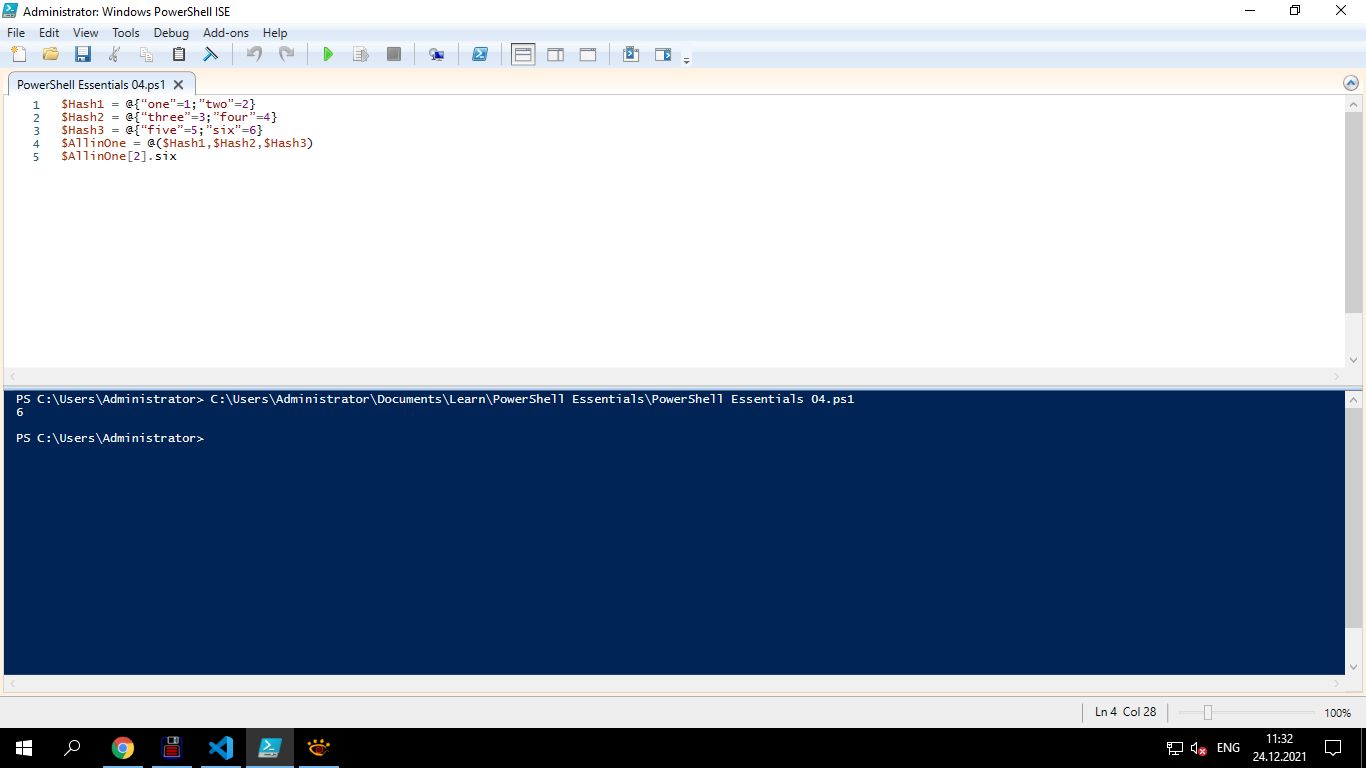 Administrator: Windows PowerShell ISE
File Edit View Tools Debug Add-ons Help
PowerShell Essentials 04.ps1
1 $Hash1 = @{“one”=1;”two”=2}
2 $Hash2 = @{“three”=3;”four”=4}
3 $Hash3 = @{“five”=5;”six”=6}
4 $AllinOne = @($Hash1,$Hash2,$Hash3)
5 $AllinOne[2].six
PS C:\Users\Administrator> C:\Users\Administrator\Documents\Learn\PowerShell Essentials\PowerShell Essentials 04.ps1
6
PS C:\Users\Administrator>
Ln 4 Col 28 100%
ENG 11:32
24.12.2021